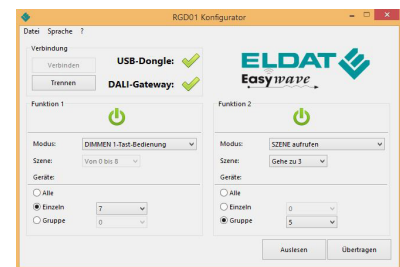 RGD01 Konfigurator
Datei Sprache ?
Verbindung
Verbinden
USB-Dongle:
Trennen
DALI-Gateway:
ELDAT
Easywave
Funktion 1
Modus: DIMMEN 1-Tast-Bedienung
Szene: Von 0 bis 8
Geräte:
Alle
Einzeln 7
Gruppe 0
Funktion 2
Modus: SZENE aufrufen
Szene: Gehe zu 3
Geräte:
Alle
Einzeln 0
Gruppe 5
Auslesen Übertragen